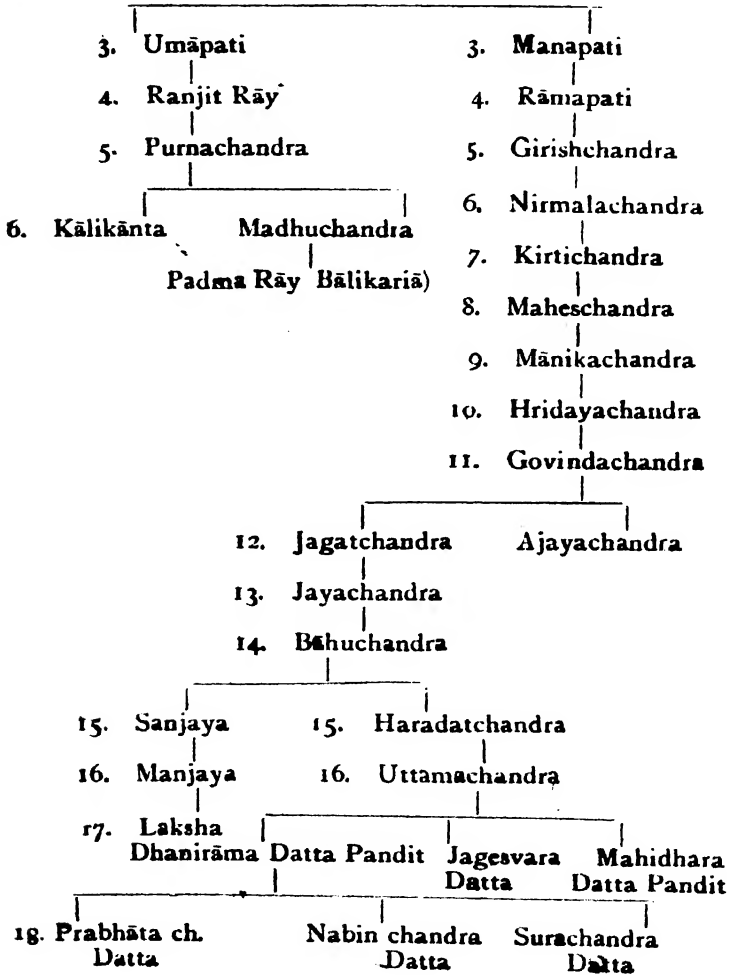 3. Umāpati 3. Manapati
4. Ranjit Rāy 4. Rāmapati
5. Purnachandra 5. Girishchandra
6. Nirmalachandra
6. Kālikānta Madhuchandra
7. Kirtichandra
Padma Rāy Bālikariā)
8. Maheschandra
9. Mānikachandra
10. Hridayachandra
11. Govindachandra
12. Jagatchandra Ajayachandra
13. Jayachandra
14. Bāhuchandra
15. Sanjaya 15. Haradatchandra
16. Manjaya 16. Uttamachandra
17. Laksha
Dhanirāma Datta Pandit Jagesvara Mahidhara
Datta Datta Pandit
18. Prabhāta ch. Nabin chandra Surachandra
Datta Datta Datta